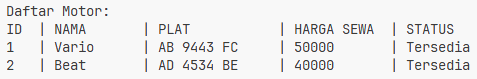 Daftar Motor:
ID | NAMA | PLAT | HARGA SEWA | STATUS
1 | Vario | AB 9443 FC | 50000 | Tersedia
2 | Beat | AD 4534 BE | 40000 | Tersedia